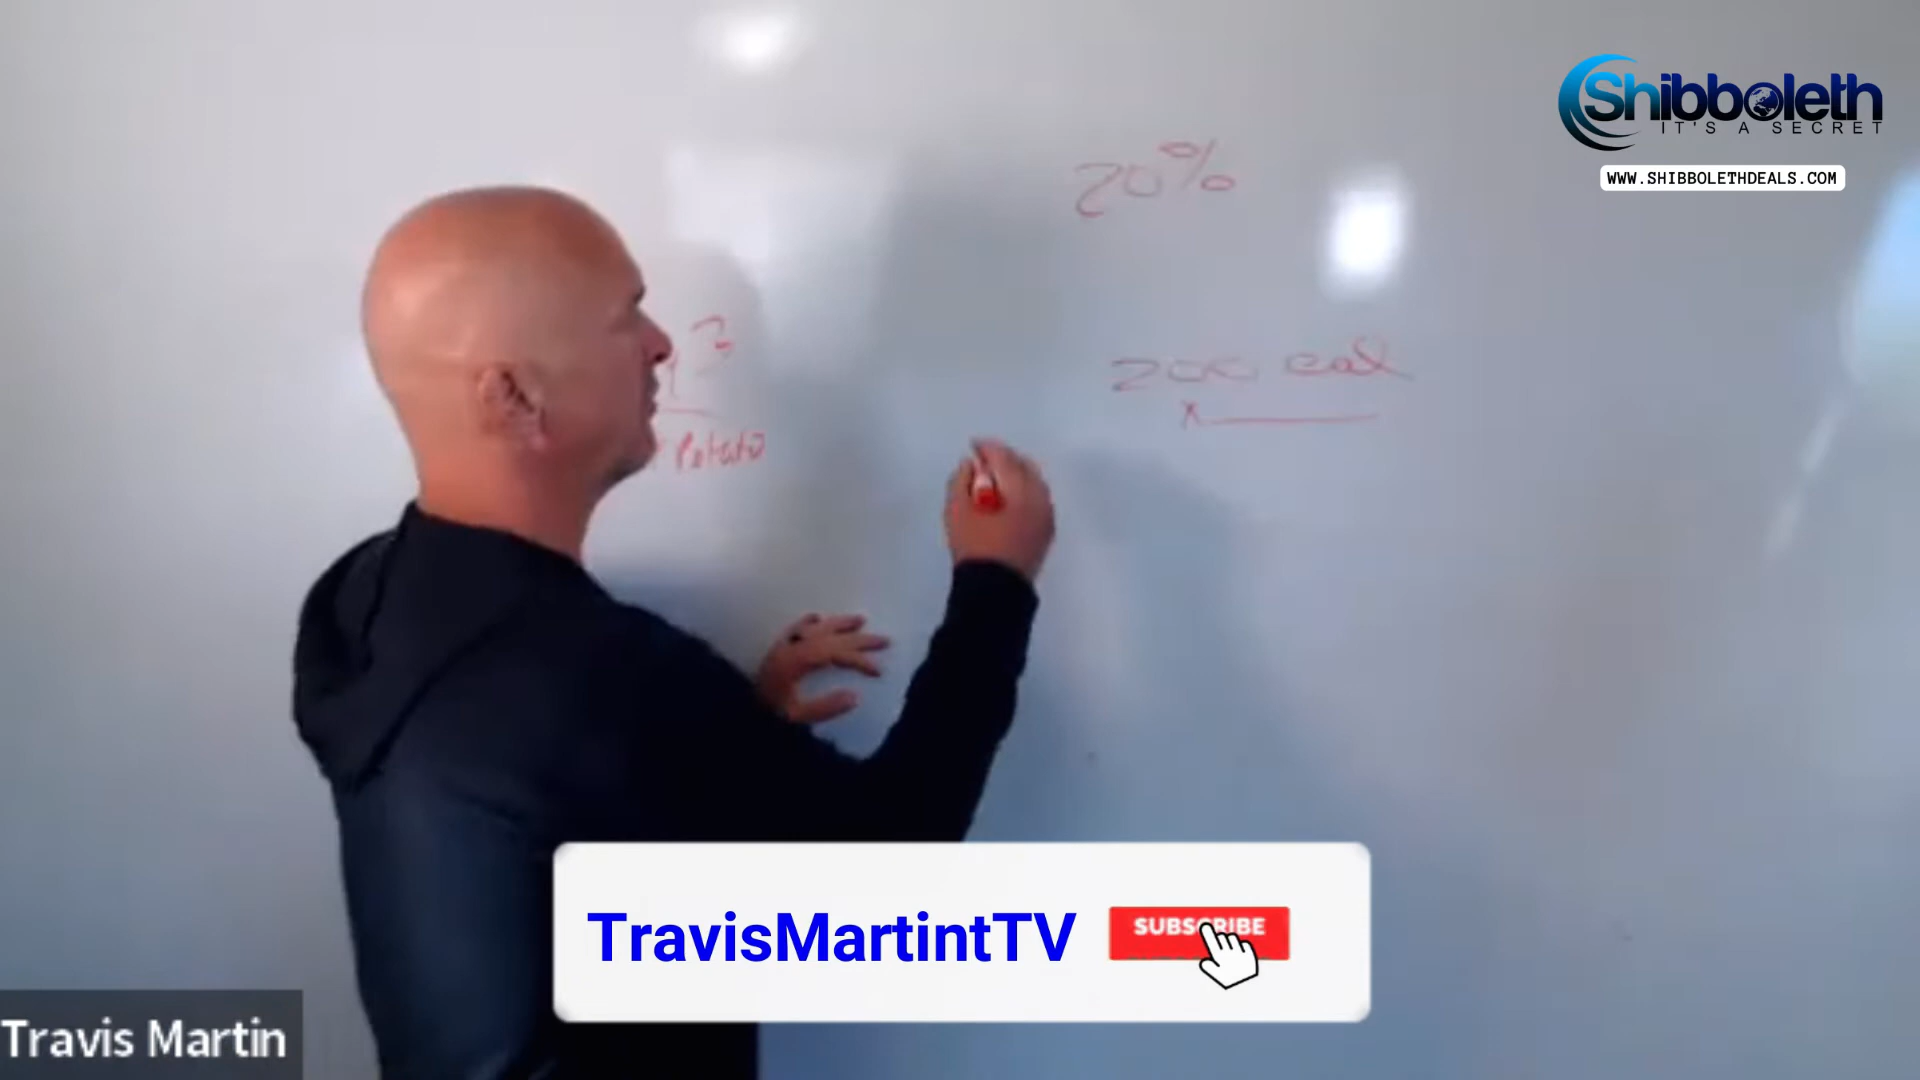 Shibboleth
IT'S A SECRET
WWW.SHIBBOLETHDEALS.COM
20%
?
200 cal
x
Potato
TravisMartintTV
SUBSCRIBE
Travis Martin